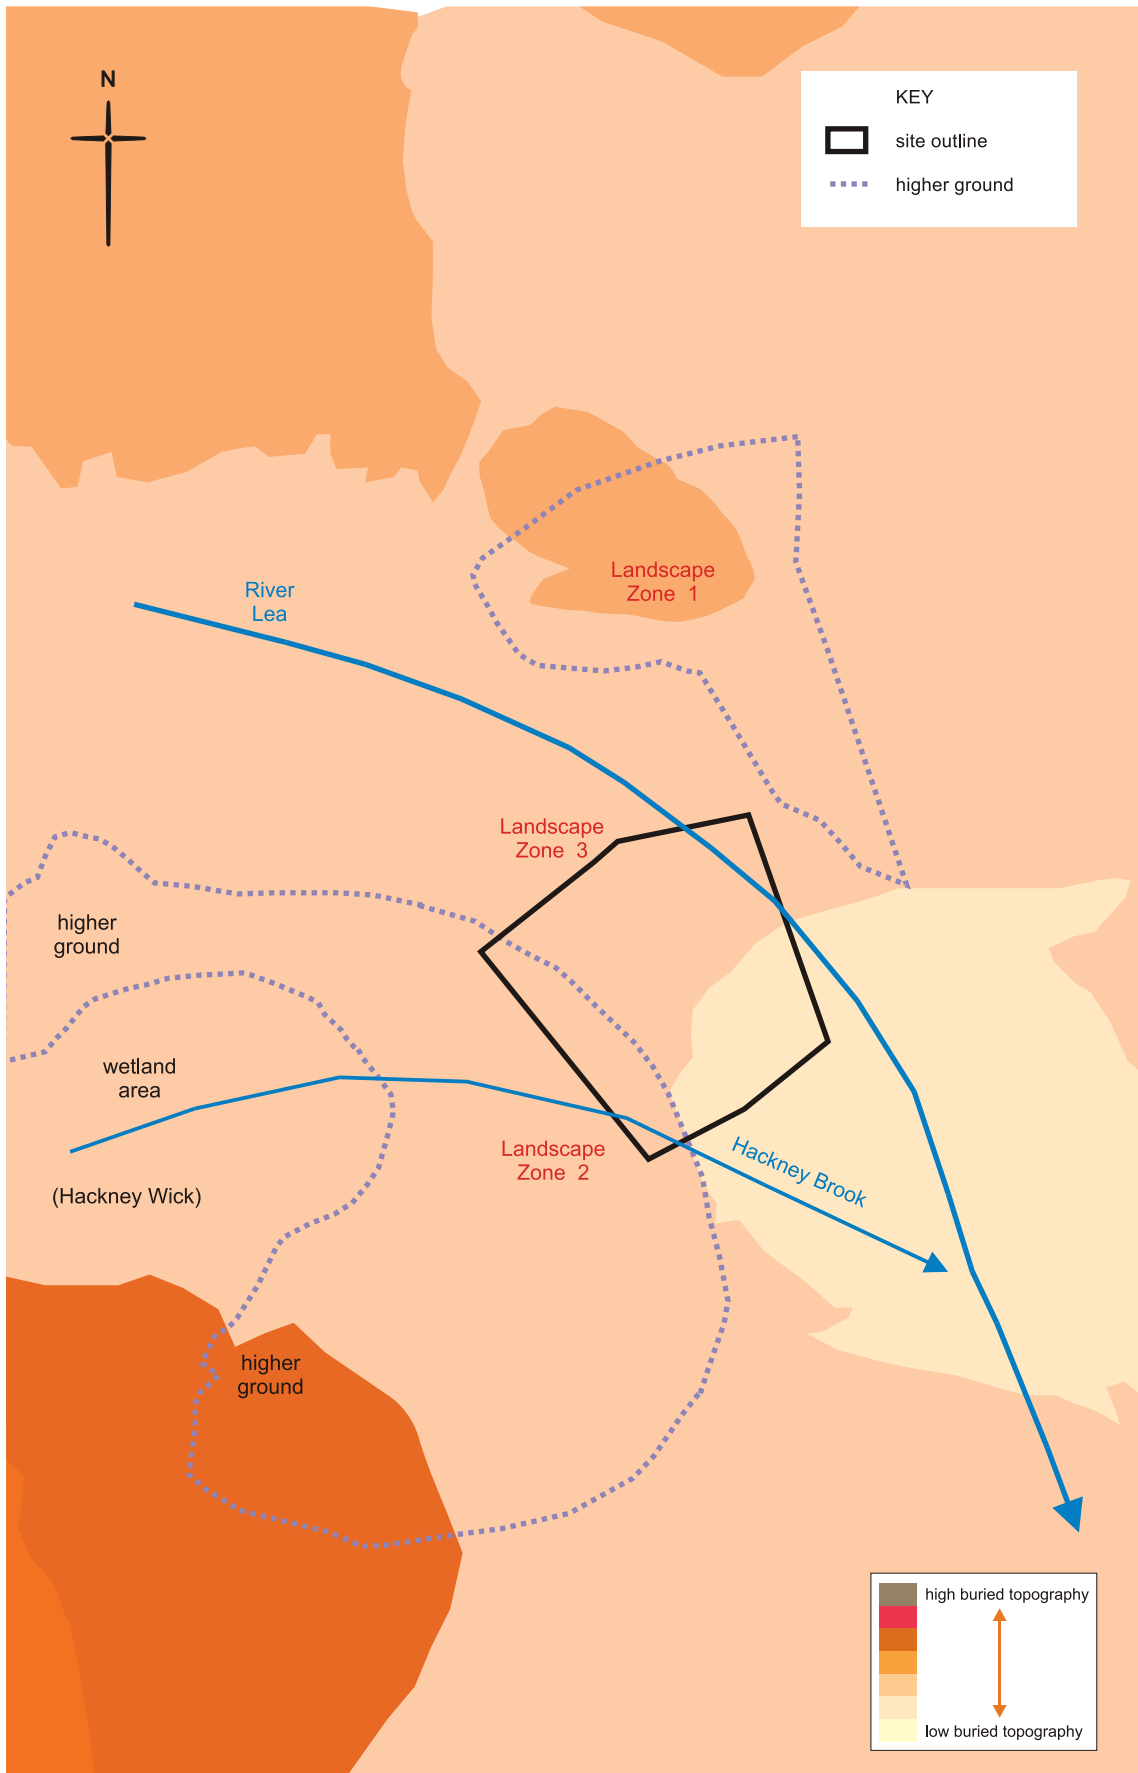 N
KEY
site outline
higher ground
Landscape
Zone 1
River
Lea
Landscape
Zone 3
higher
ground
wetland
area
Landscape
Zone 2
Hackney Brook
(Hackney Wick)
higher
ground
high buried topography
low buried topography